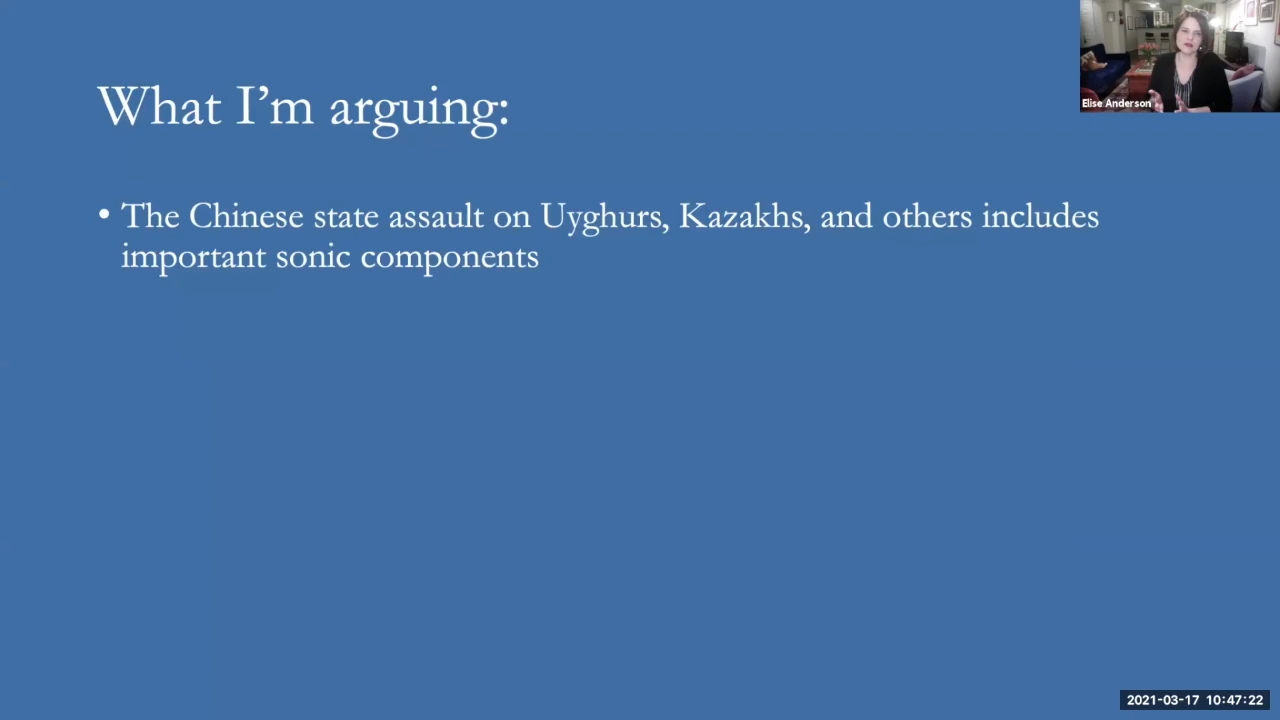 Elise Anderson
What I'm arguing:
• The Chinese state assault on Uyghurs, Kazakhs, and others includes
important sonic components
2021-03-17 10:47:22